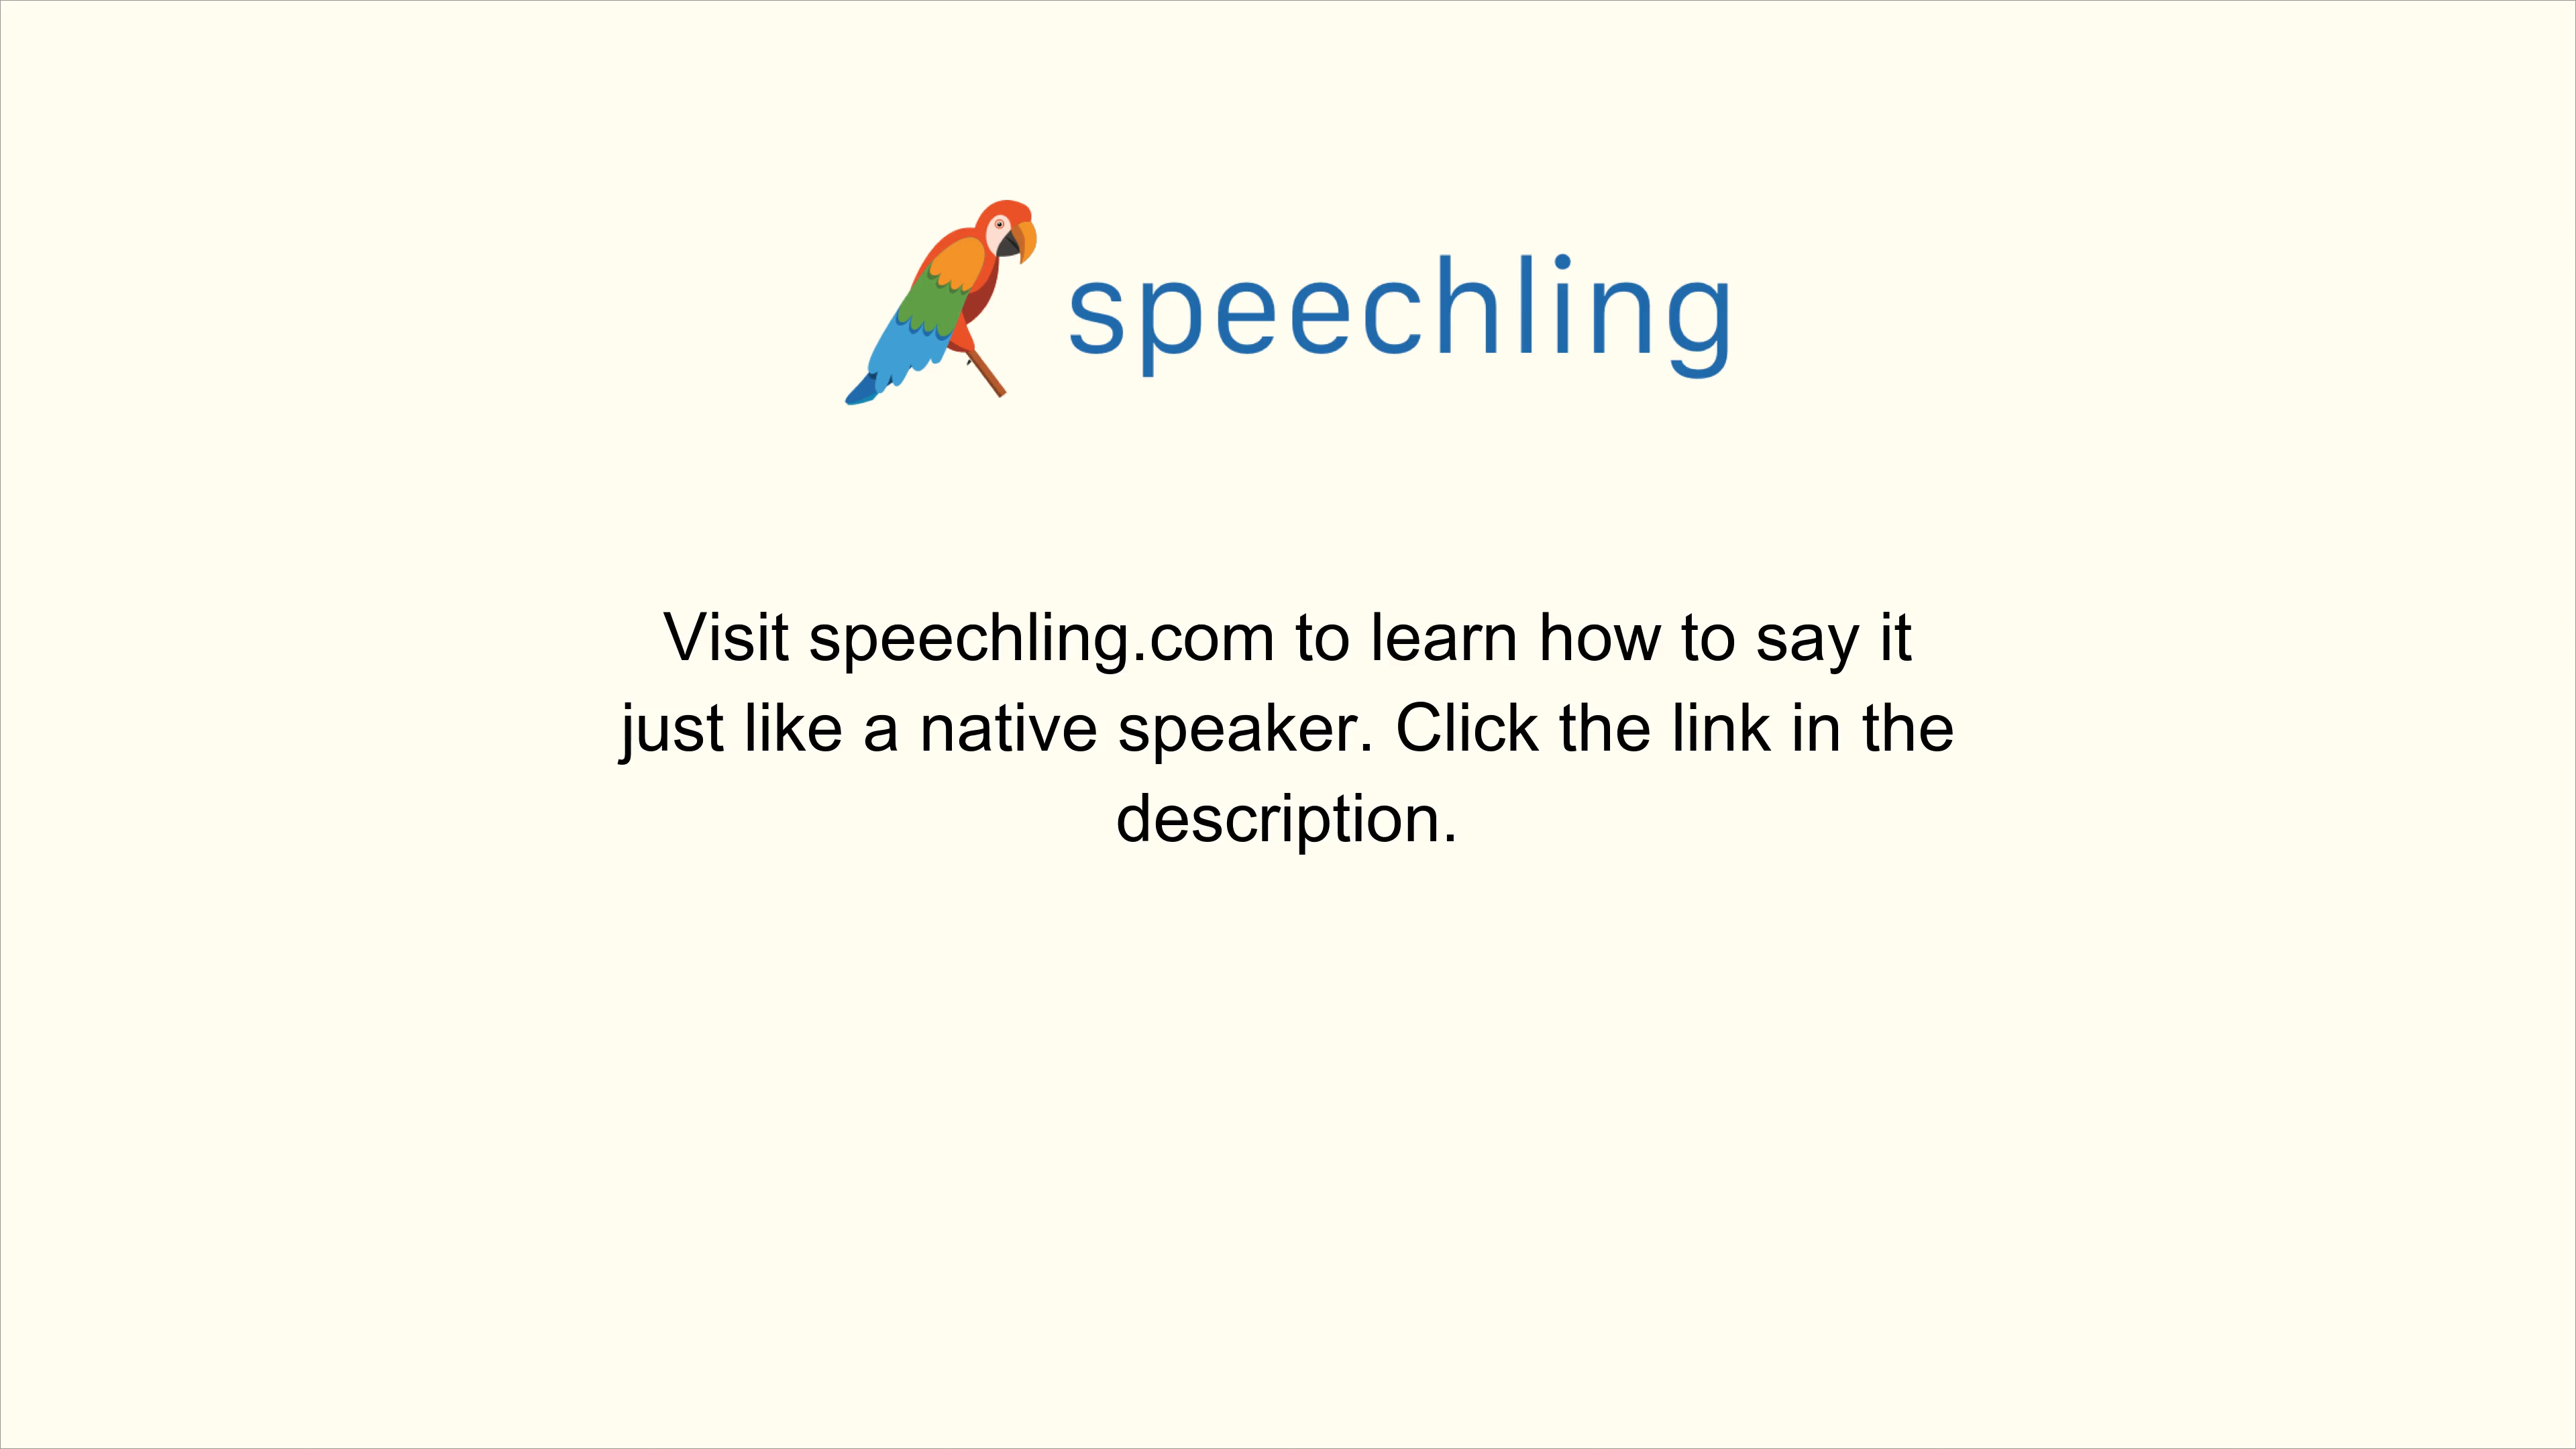 speechling
Visit speechling.com to learn how to say it
just like a native speaker. Click the link in the
description.